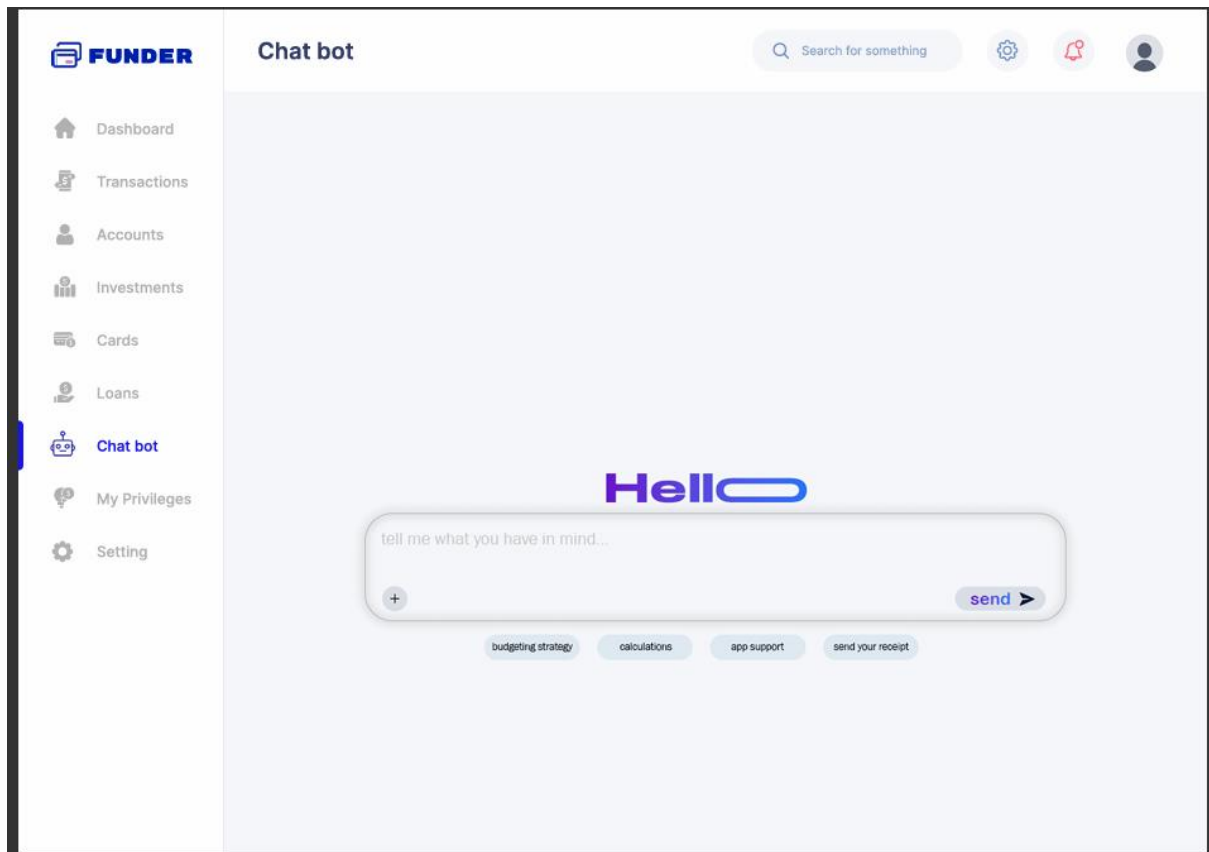 FUNDER
Chat bot
Search for something
Dashboard
Transactions
Accounts
Investments
Cards
Loans
Chat bot
My Privileges
Setting
Hello
tell me what you have in mind...
+
send
budgeting strategy
calculations
app support
send your receipt